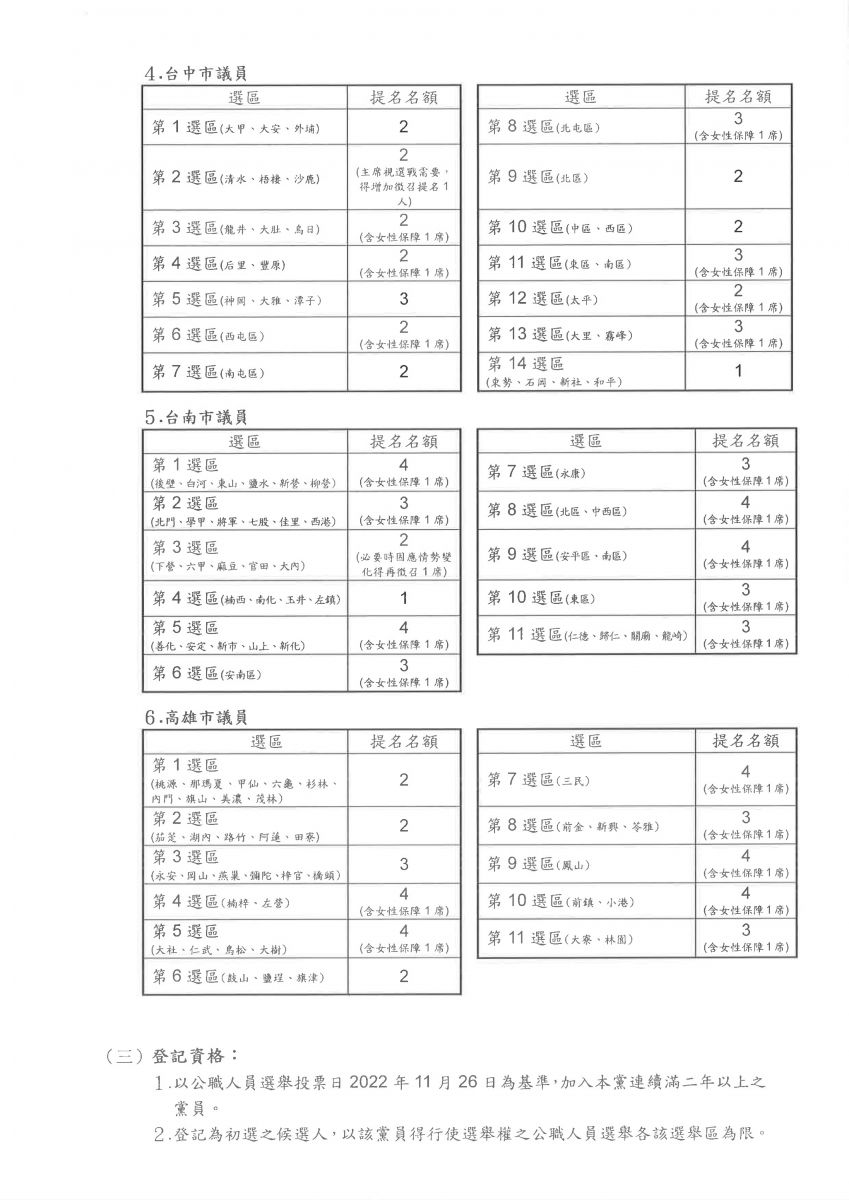 4.台中市議員
選區 提名名額
第 1 選區(大甲、大安、外埔) 2
第 2 選區(清水、梧棲、沙鹿) 2
(主席視選戰需要，
得增加徵召提名 1
人)
第 3 選區(龍井、大肚、烏日) 2
(含女性保障 1 席)
第 4 選區(后里、豐原) 2
(含女性保障 1 席)
第 5 選區(神岡、大雅、潭子) 3
第 6 選區(西屯區) 2
(含女性保障 1 席)
第 7 選區(南屯區) 2
選區 提名名額
第 8 選區(北屯區) 3
(含女性保障 1 席)
第 9 選區(北區) 2
第 10 選區(中區、西區) 2
第 11 選區(東區、南區) 3
(含女性保障 1 席)
第 12 選區(太平) 2
(含女性保障 1 席)
第 13 選區(大里、霧峰) 3
(含女性保障 1 席)
第 14 選區
(東勢、石岡、新社、和平) 1
5.台南市議員
選區 提名名額
第 1 選區 4
(後壁、白河、東山、鹽水、新營、柳營) (含女性保障 1 席)
第 2 選區 3
(北門、學甲、將軍、七股、佳里、西港) (含女性保障 1 席)
第 3 選區 2
(下營、六甲、麻豆、官田、大內) (必要時因應情勢變
化得再徵召 1 席)
第 4 選區(楠西、南化、玉井、左鎮) 1
第 5 選區 4
(善化、安定、新市、山上、新化) (含女性保障 1 席)
第 6 選區(安南區) 3
(含女性保障 1 席)
選區 提名名額
第 7 選區(永康) 3
(含女性保障 1 席)
第 8 選區(北區、中西區) 4
(含女性保障 1 席)
第 9 選區(安平區、南區) 4
(含女性保障 1 席)
第 10 選區(東區) 3
(含女性保障 1 席)
第 11 選區(仁德、歸仁、關廟、龍崎) 3
(含女性保障 1 席)
6.高雄市議員
選區 提名名額
第 1 選區
(桃源、那瑪夏、甲仙、六龜、杉林、 2
內門、旗山、美濃、茂林)
第 2 選區 2
(茄芝、湖內、路竹、阿蓮、田寮)
第 3 選區 3
(永安、岡山、燕巢、彌陀、梓官、橋頭)
第 4 選區(楠梓、左營) 4
(含女性保障 1 席)
第 5 選區 4
(大社、仁武、鳥松、大樹) (含女性保障 1 席)
第 6 選區(鼓山、鹽埕、旗津) 2
選區 提名名額
第 7 選區(三民) 4
(含女性保障1席)
第 8 選區(前金、新興、苓雅) 3
(含女性保障1席)
第 9 選區(鳳山) 4
(含女性保障1席)
第 10 選區(前鎮、小港) 4
(含女性保障1席)
第 11 選區(大寮、林園) 3
(含女性保障1席)
(三) 登記資格：
1.以公職人員選舉投票日 2022 年 11 月 26 日為基準，加入本黨連續滿二年以上之
黨員。
2.登記為初選之候選人，以該黨員得行使選舉權之公職人員選舉各該選舉區為限。